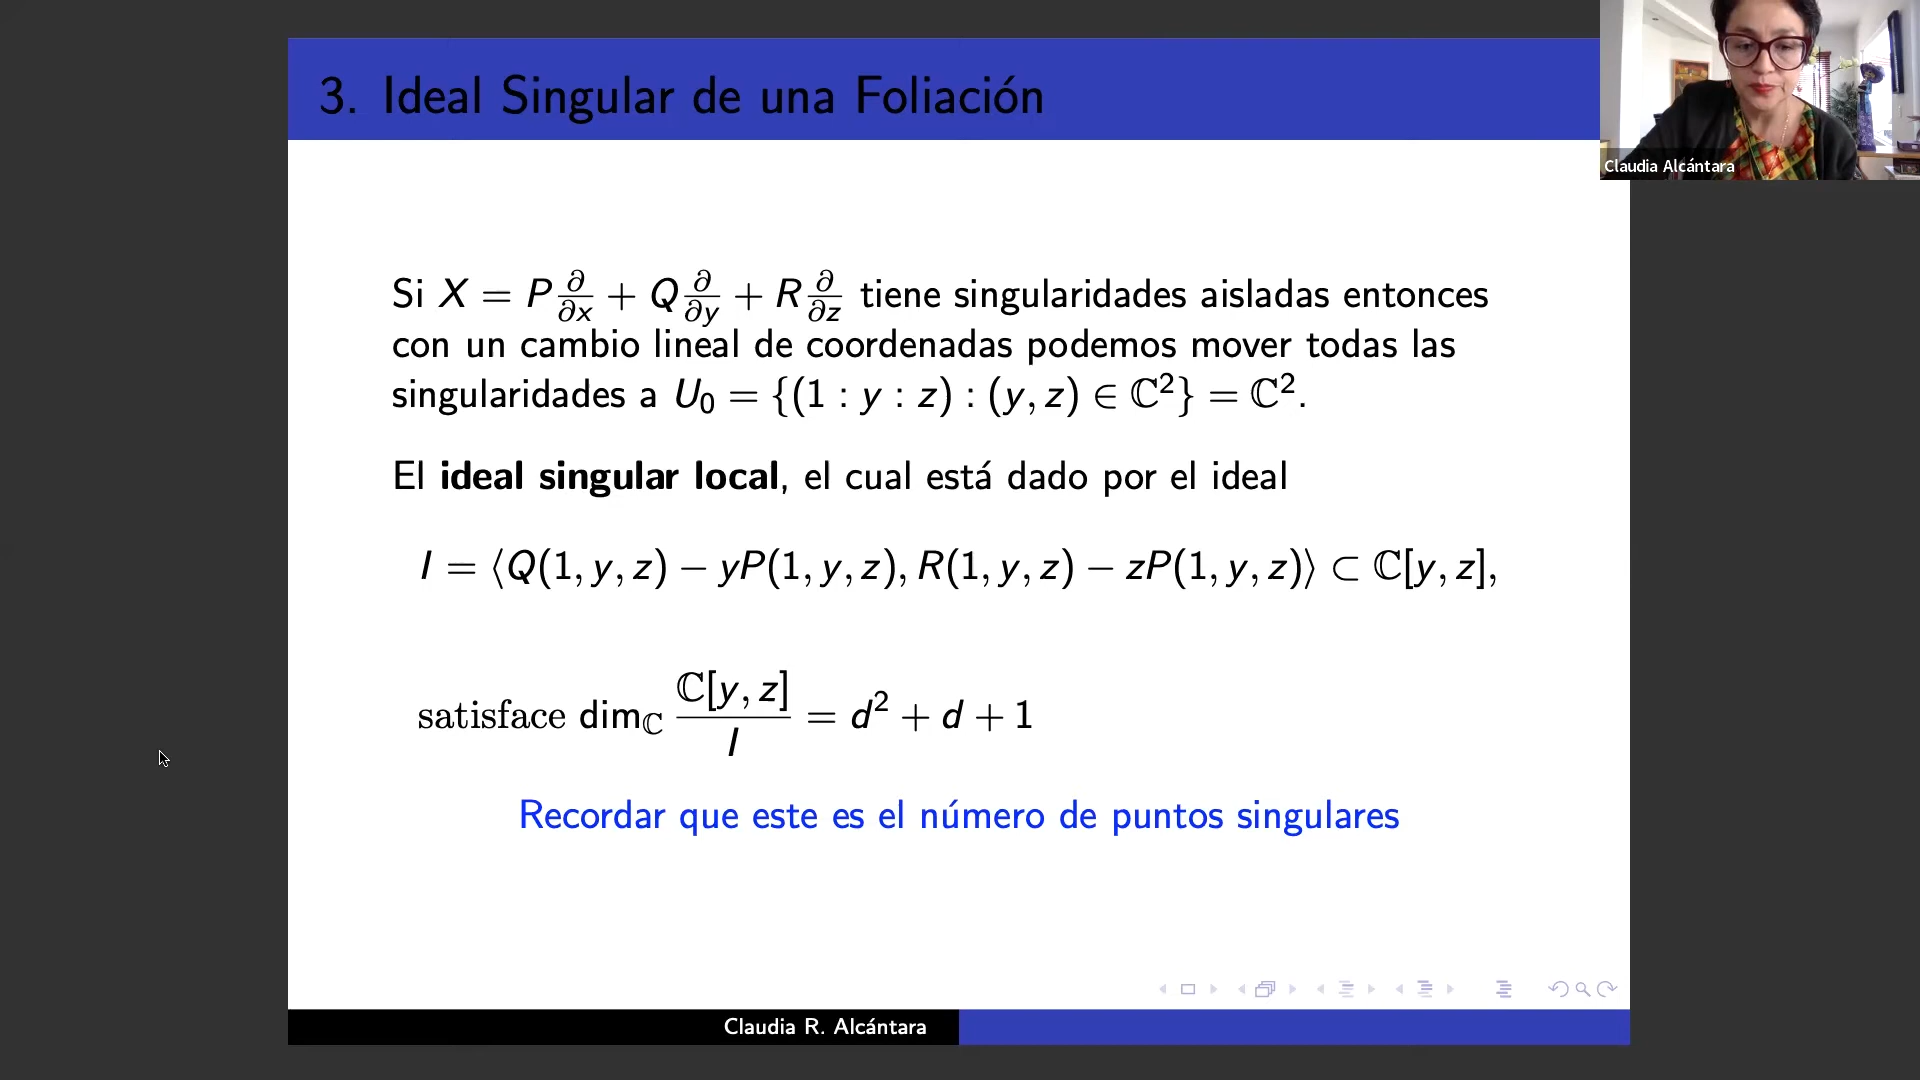 3. Ideal Singular de una Foliación
Claudia Alcántara
Si X = P ∂/∂x + Q ∂/∂y + R ∂/∂z tiene singularidades aisladas entonces
con un cambio lineal de coordenadas podemos mover todas las
singularidades a U₀ = {(1 : y : z) : (y, z) ∈ ℂ²} = ℂ².
El ideal singular local, el cual está dado por el ideal
I = ⟨Q(1, y, z) − yP(1, y, z), R(1, y, z) − zP(1, y, z)⟩ ⊂ ℂ[y, z],
satisface dim_ℂ ℂ[y, z]/I = d² + d + 1
Recordar que este es el número de puntos singulares
Claudia R. Alcántara